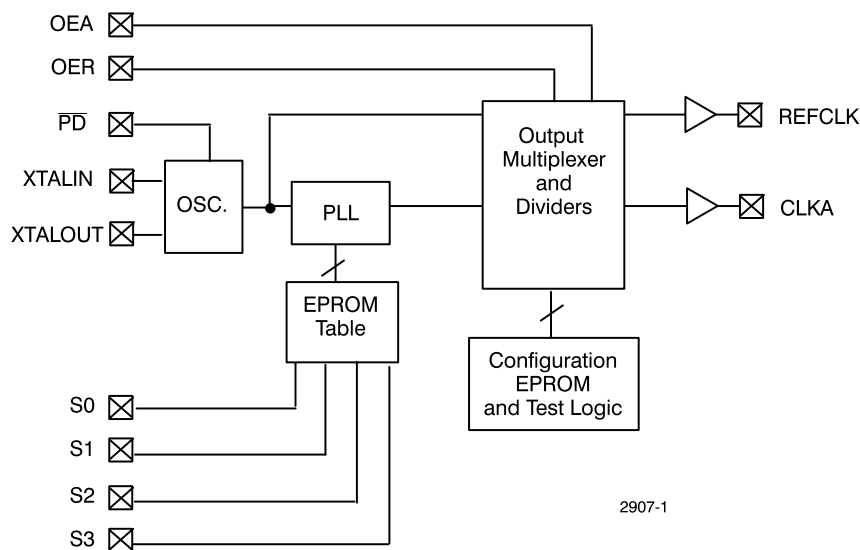 OEA
OER
PD
XTALIN
XTALOUT
OSC.
PLL
EPROM
Table
Output
Multiplexer
and
Dividers
REFCLK
CLKA
Configuration
EPROM
and Test Logic
S0
S1
S2
S3
2907-1